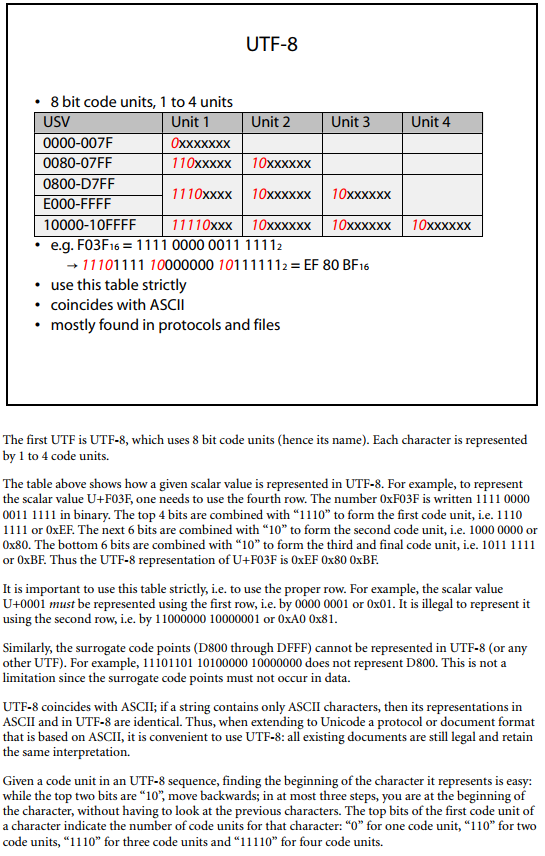 UTF-8
• 8 bit code units, 1 to 4 units
USV Unit 1 Unit 2 Unit 3 Unit 4
0000-007F 0xxxxxxx
0080-07FF 110xxxxx 10xxxxxx
0800-D7FF
1110xxxx 10xxxxxx 10xxxxxx
E000-FFFF
10000-10FFFF 11110xxx 10xxxxxx 10xxxxxx 10xxxxxx
• e.g. F03F16 = 1111 0000 0011 11112
→ 11101111 10000000 101111112 = EF 80 BF16
• use this table strictly
• coincides with ASCII
• mostly found in protocols and files
The first UTF is UTF-8, which uses 8 bit code units (hence its name). Each character is represented
by 1 to 4 code units.
The table above shows how a given scalar value is represented in UTF-8. For example, to represent
the scalar value U+F03F, one needs to use the fourth row. The number 0xF03F is written 1111 0000
0011 1111 in binary. The top 4 bits are combined with “1110” to form the first code unit, i.e. 1110
1111 or 0xEF. The next 6 bits are combined with “10” to form the second code unit, i.e. 1000 0000 or
0x80. The bottom 6 bits are combined with “10” to form the third and final code unit, i.e. 1011 1111
or 0xBF. Thus the UTF-8 representation of U+F03F is 0xEF 0x80 0xBF.
It is important to use this table strictly, i.e. to use the proper row. For example, the scalar value
U+0001 must be represented using the first row, i.e. by 0000 0001 or 0x01. It is illegal to represent it
using the second row, i.e. by 11000000 10000001 or 0xA0 0x81.
Similarly, the surrogate code points (D800 through DFFF) cannot be represented in UTF-8 (or any
other UTF). For example, 11101101 10100000 10000000 does not represent D800. This is not a
limitation since the surrogate code points must not occur in data.
UTF-8 coincides with ASCII; if a string contains only ASCII characters, then its representations in
ASCII and in UTF-8 are identical. Thus, when extending to Unicode a protocol or document format
that is based on ASCII, it is convenient to use UTF-8: all existing documents are still legal and retain
the same interpretation.
Given a code unit in an UTF-8 sequence, finding the beginning of the character it represents is easy:
while the top two bits are “10”, move backwards; in at most three steps, you are at the beginning of
the character, without having to look at the previous characters. The top bits of the first code unit of
a character indicate the number of code units for that character: “0” for one code unit, “110” for two
code units, “1110” for three code units and “11110” for four code units.